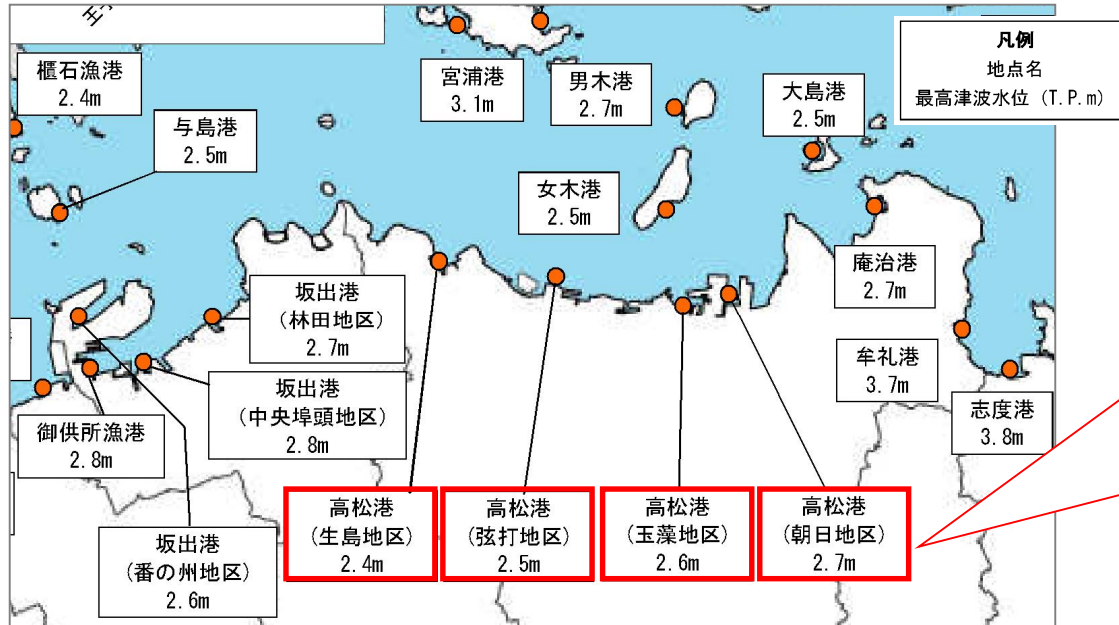 凡例
地点名
最高津波水位 (T.P.m)
櫃石漁港
2.4m
与島港
2.5m
宮浦港
3.1m
男木港
2.7m
大島港
2.5m
女木港
2.5m
庵治港
2.7m
坂出港
(林田地区)
2.7m
坂出港
(中央埠頭地区)
2.8m
御供所漁港
2.8m
坂出港
(番の州地区)
2.6m
牟礼港
3.7m
志度港
3.8m
高松港
(生島地区)
2.4m
高松港
(弦打地区)
2.5m
高松港
(玉藻地区)
2.6m
高松港
(朝日地区)
2.7m